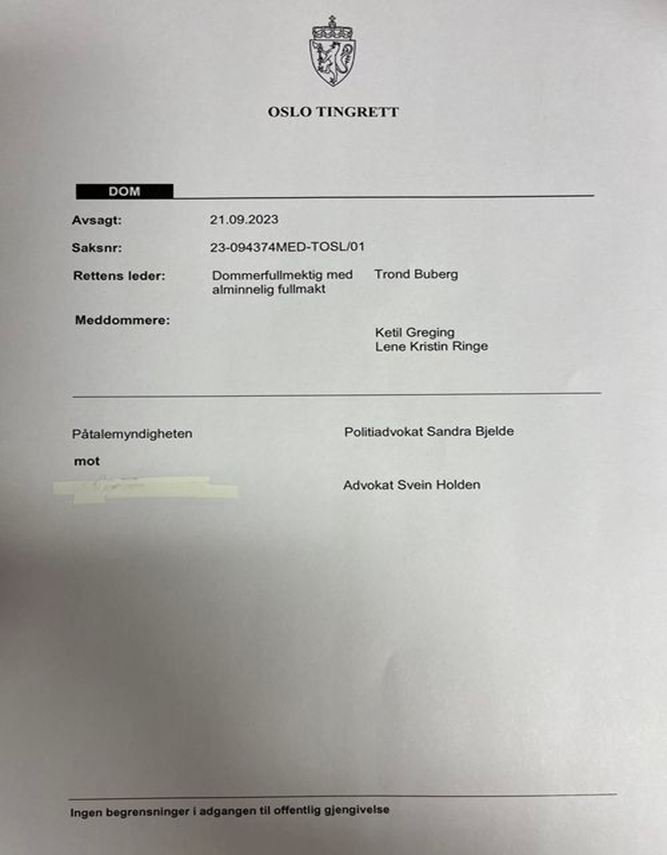 OSLO TINGRETT
DOM
Avsagt: 21.09.2023
Saksnr: 23-094374MED-TOSL/01
Rettens leder: Dommerfullmektig med Trond Buberg
alminnelig fullmakt
Meddommere:
Ketil Greging
Lene Kristin Ringe
Påtalemyndigheten Politiadvokat Sandra Bjelde
mot
Advokat Svein Holden
Ingen begrensninger i adgangen til offentlig gjengivelse